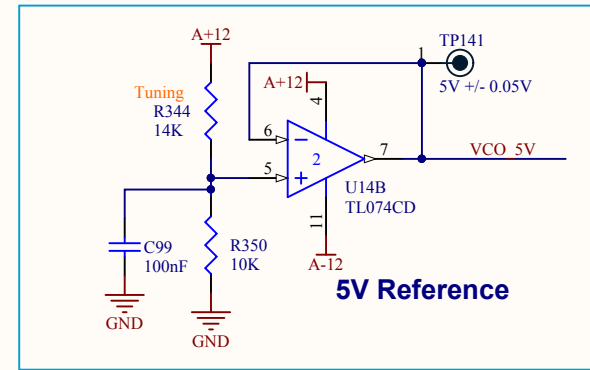 A+12
TP141
1
5V +/- 0.05V
A+12
4
Tuning
R344
14K
6
2
7
VCO_5V
5
U14B
TL074CD
11
C99
100nF
R350
10K
A-12
5V Reference
GND
GND